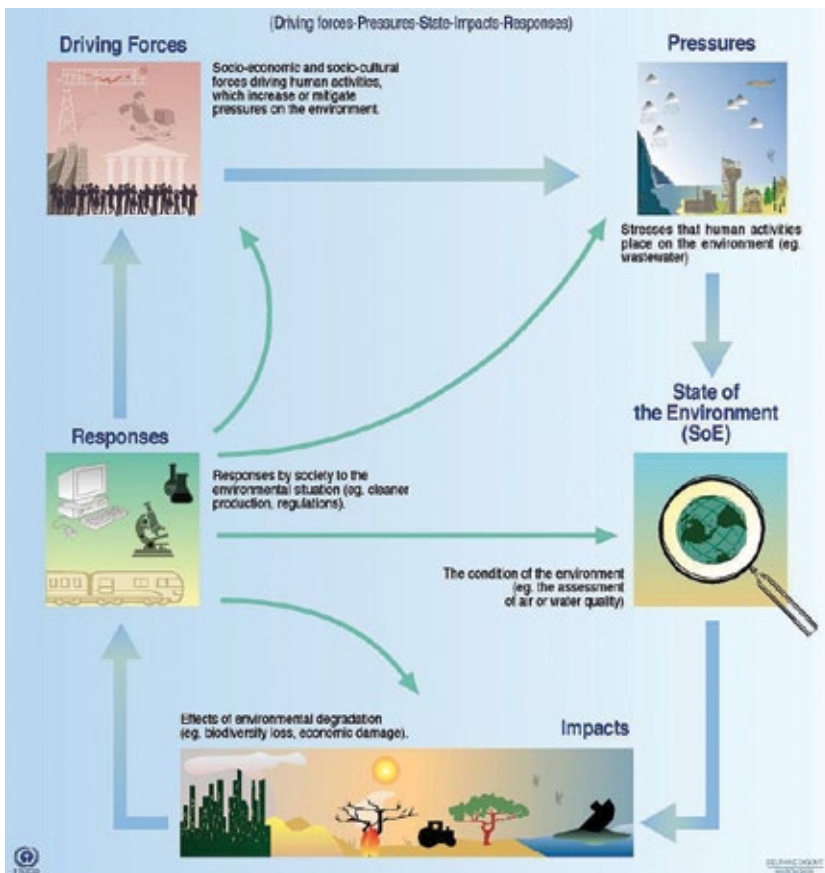 (Driving forces-Pressures-State-Impacts-Responses)
Driving Forces
Pressures
Socio-economic and socio-cultural
forces driving human activities,
which increase or mitigate
pressures on the environment.
Stresses that human activities
place on the environment (eg.
wastewater)
State of
the Environment
(SoE)
Responses
Responses by society to the
environmental situation (eg. cleaner
production, regulations).
The condition of the environment
(eg. the assessment
of air or water quality)
Effects of environmental degradation
(eg. biodiversity loss, economic damage).
Impacts